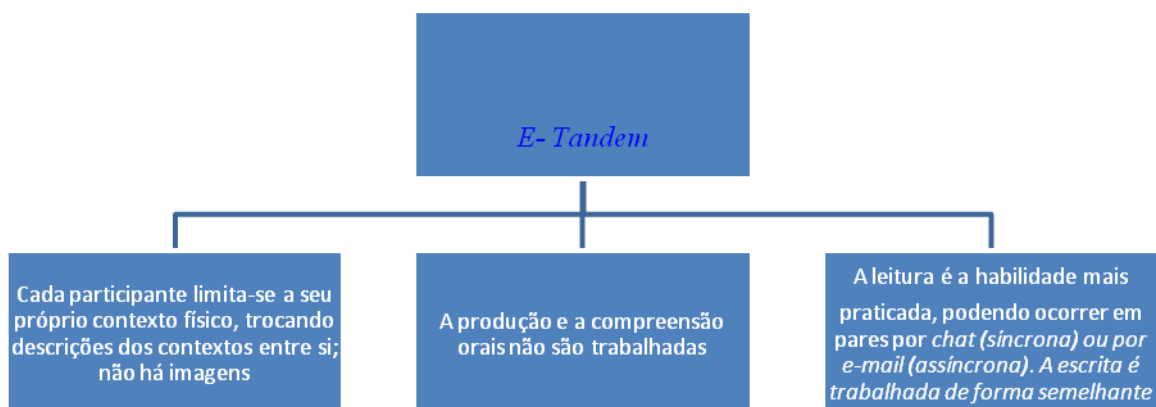 E- Tandem
Cada participante limita-se a seu
próprio contexto físico, trocando
descrições dos contextos entre si;
não há imagens
A produção e a compreensão
orais não são trabalhadas
A leitura é a habilidade mais
praticada, podendo ocorrer em
pares por chat (síncrona) ou por
e-mail (assíncrona). A escrita é
trabalhada de forma semelhante